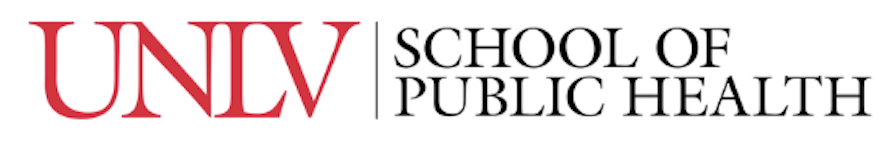 UNLV
SCHOOL OF
PUBLIC HEALTH